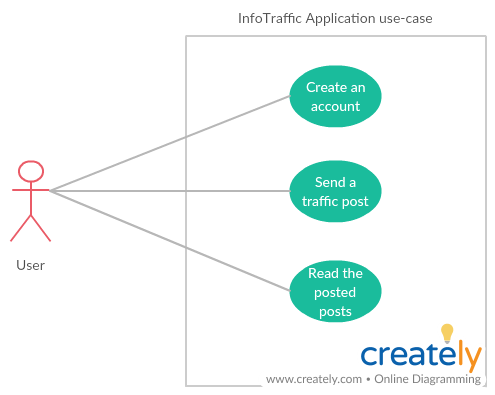 InfoTraffic Application use-case
Create an
account
Send a
traffic post
User
Read the
posted
posts
creately
www.creately.com • Online Diagramming